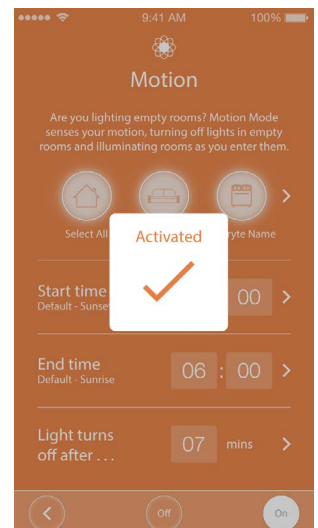 9:41 AM 100%
Motion
Are you lighting empty rooms? Motion Mode
senses your motion, turning off lights in empty
rooms and illuminating rooms as you enter them.
Select All ryte Name
Activated
Start time 00
Default - Sunse
End time 06 : 00
Default - Sunrise
Light turns 07 mins
off after . . .
Off On